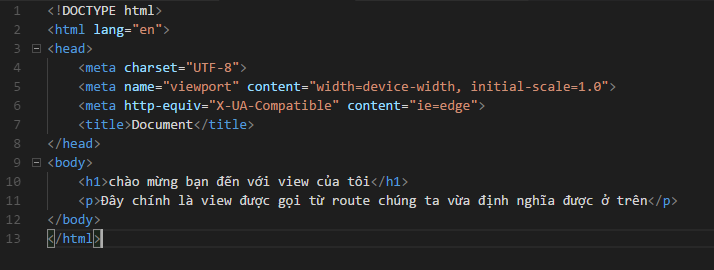 1 <!DOCTYPE html>
2 <html lang="en">
3 <head>
4     <meta charset="UTF-8">
5     <meta name="viewport" content="width=device-width, initial-scale=1.0">
6     <meta http-equiv="X-UA-Compatible" content="ie=edge">
7     <title>Document</title>
8 </head>
9 <body>
10     <h1>chào mừng bạn đến với view của tôi</h1>
11     <p>Đây chính là view được gọi từ route chúng ta vừa định nghĩa được ở trên</p>
12 </body>
13 </html>